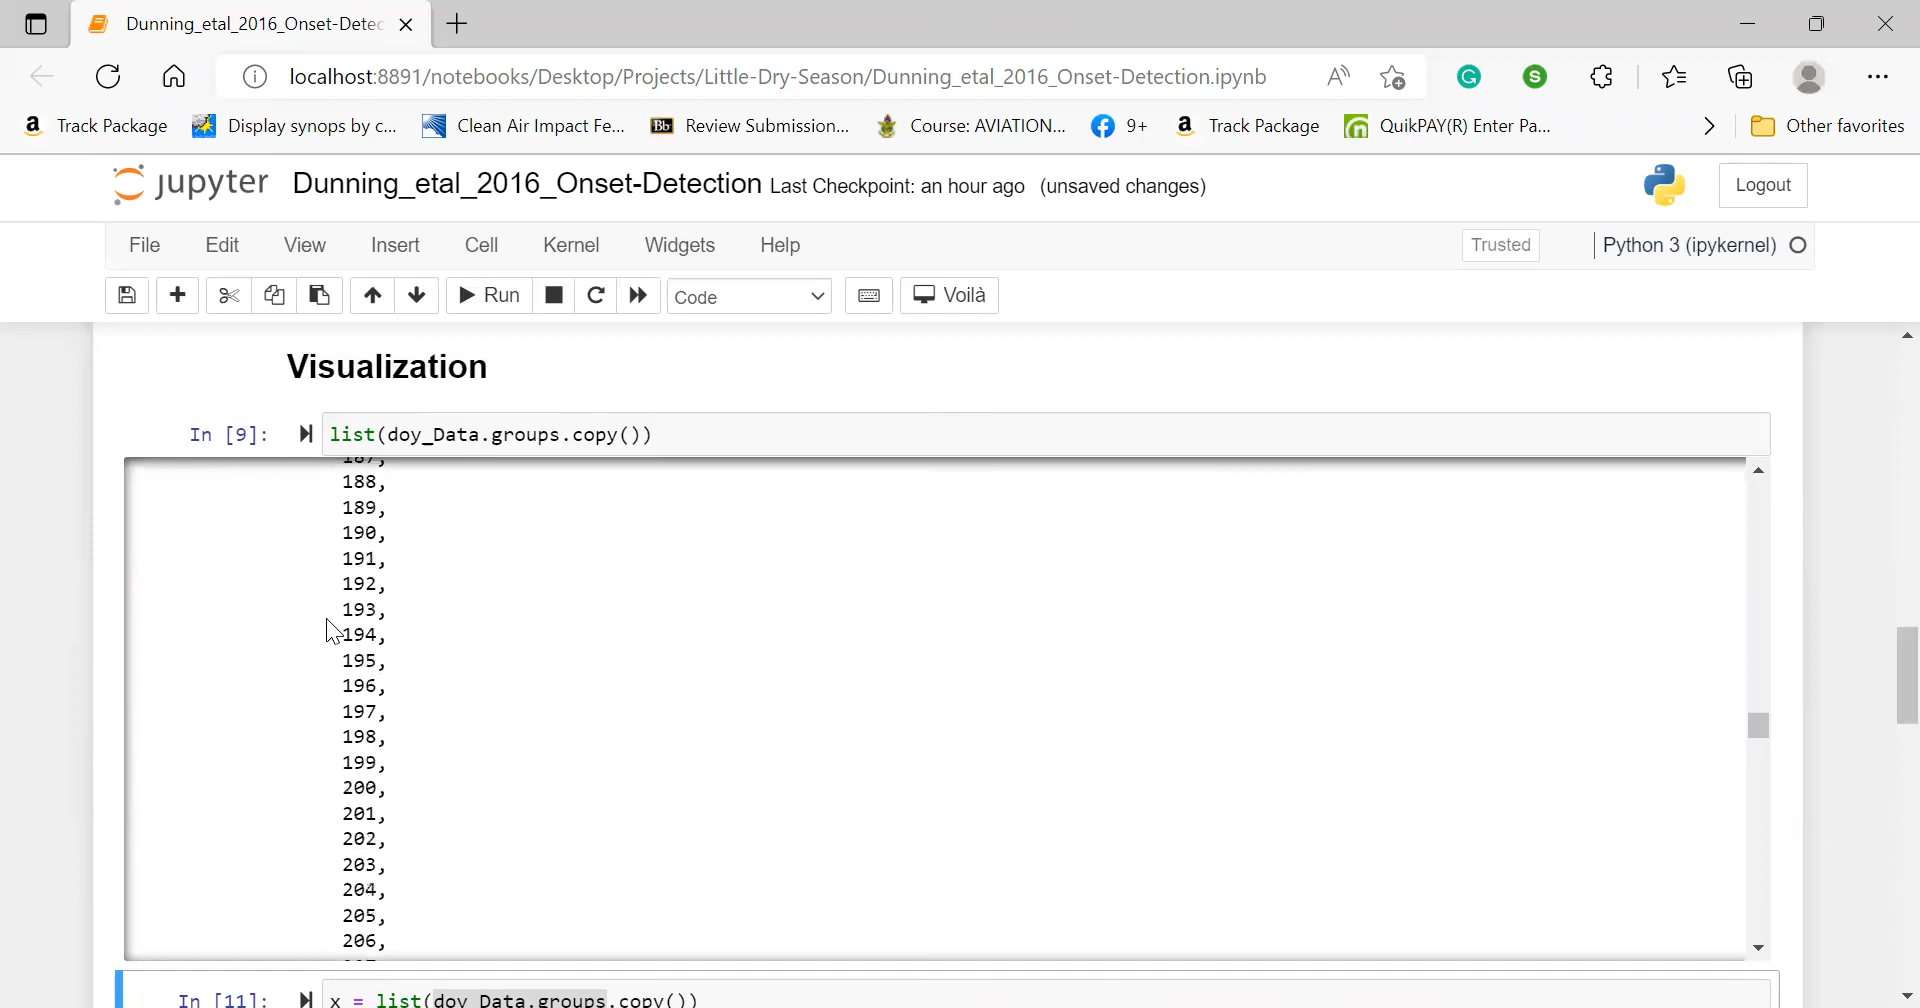 Dunning_etal_2016_Onset-Detec
localhost:8891/notebooks/Desktop/Projects/Little-Dry-Season/Dunning_etal_2016_Onset-Detection.ipynb
Track Package Display synops by c... Clean Air Impact Fe... Bb Review Submission... Course: AVIATION... 9+ Track Package QuikPAY(R) Enter Pa... Other favorites
jupyter Dunning_etal_2016_Onset-Detection Last Checkpoint: an hour ago (unsaved changes) Logout
File Edit View Insert Cell Kernel Widgets Help Trusted Python 3 (ipykernel)
Run Code Voilà
Visualization
In [9]: list(doy_Data.groups.copy())
187,
188,
189,
190,
191,
192,
193,
194,
195,
196,
197,
198,
199,
200,
201,
202,
203,
204,
205,
206,
In [11]: x = list(doy_Data.groups.copy())